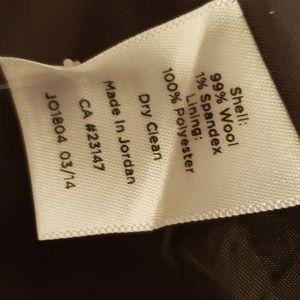 Shell:
99% Wool
1% Spandex
Lining:
100% Polyester
Dry Clean
Made In Jordan
CA #23147
JO1804 03/14